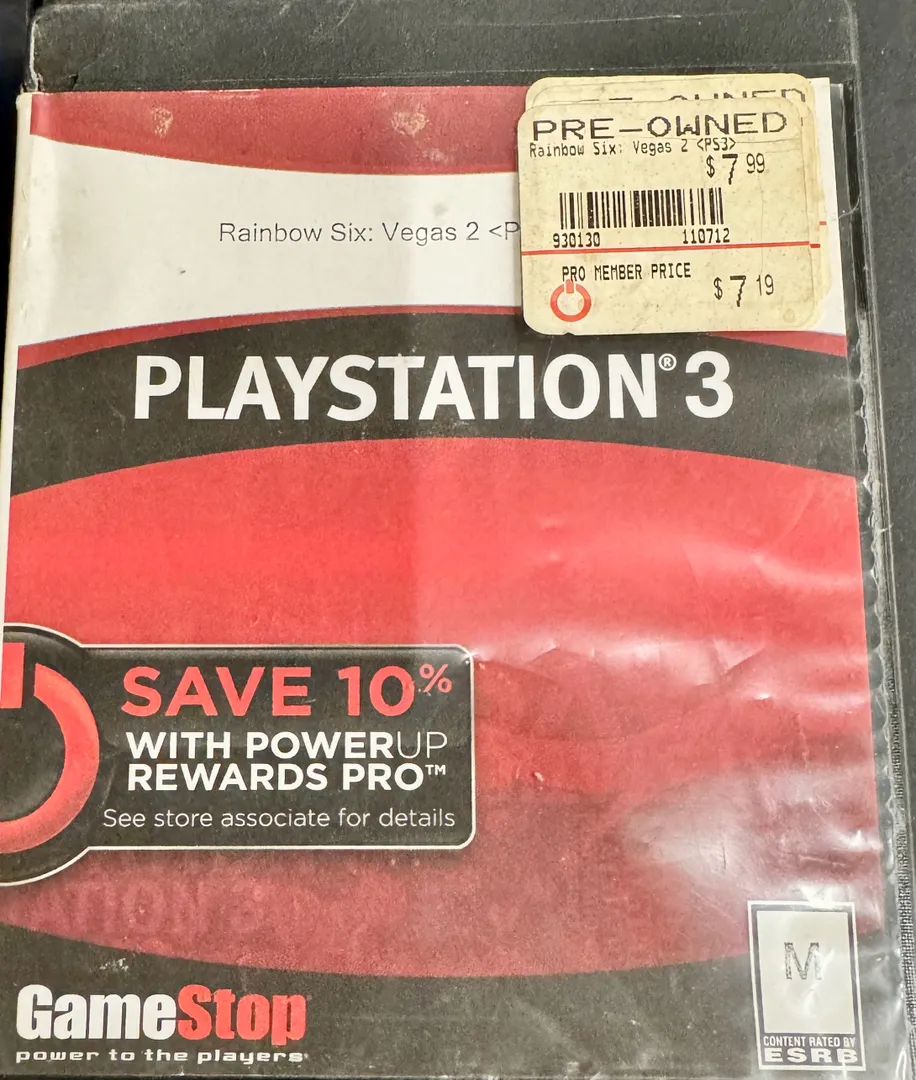 PRE-OWNED
Rainbow Six: Vegas 2 <PS3>
$7 99
930130 110712
PRO MEMBER PRICE
$7 19
Rainbow Six: Vegas 2 <P
PLAYSTATION®3
SAVE 10%
WITH POWERUP
REWARDS PRO™
See store associate for details
GameStop
power to the players®
M
CONTENT RATED BY
ESRB